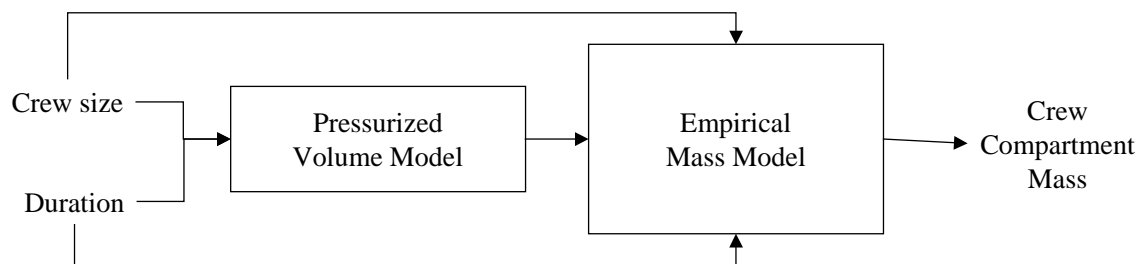 Crew size
Duration
Pressurized
Volume Model
Empirical
Mass Model
Crew
Compartment
Mass